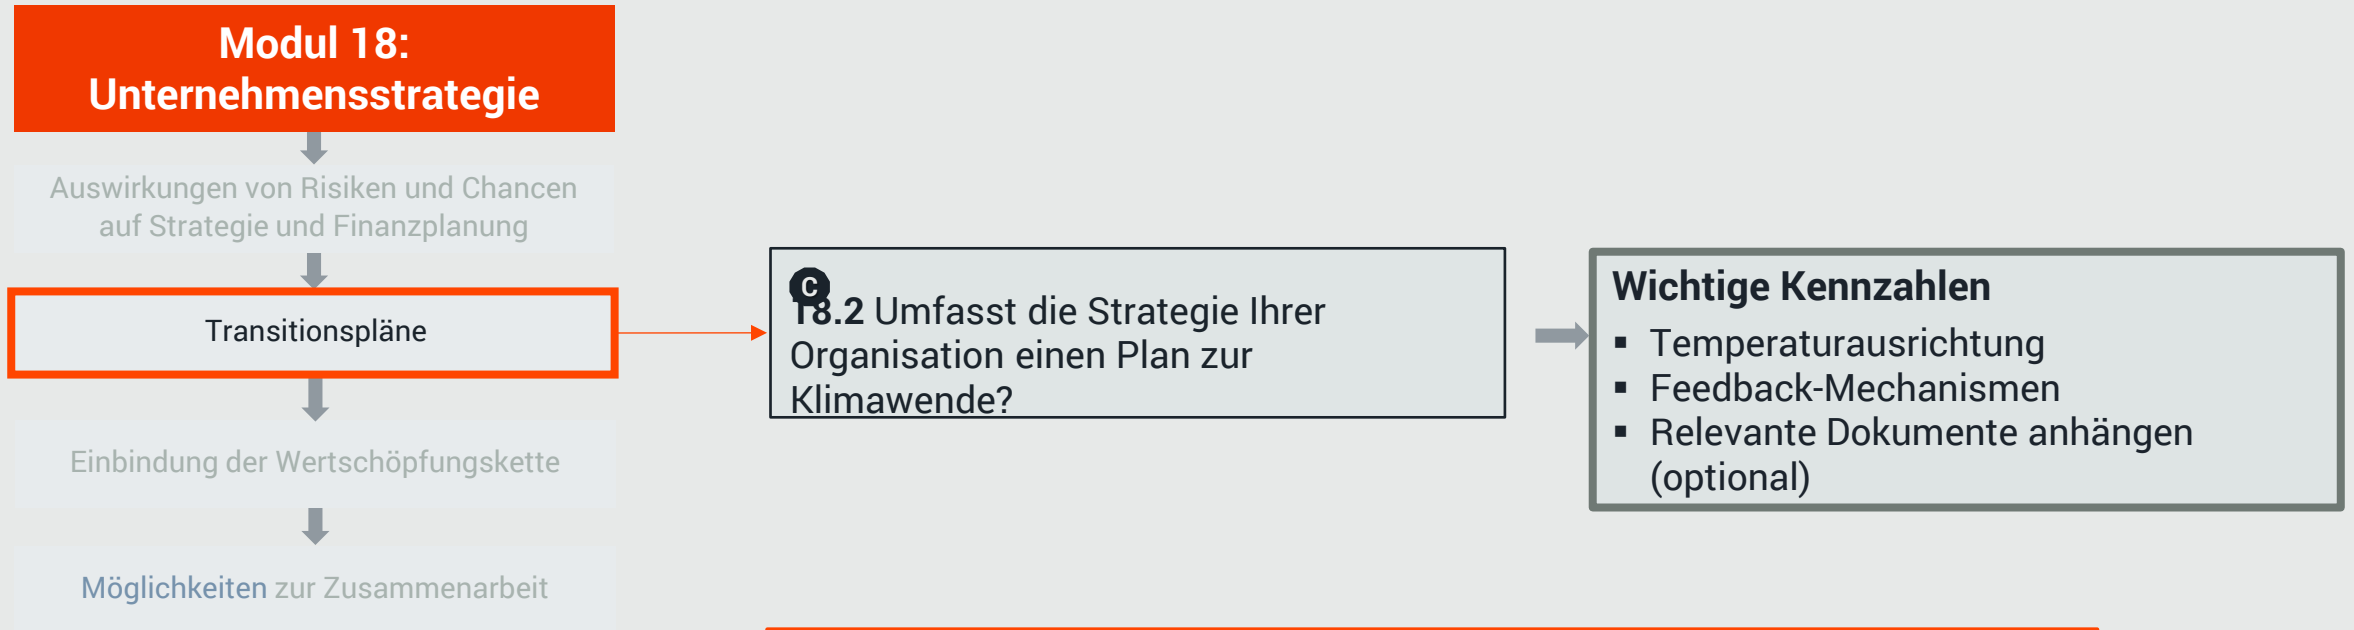 Modul 18:
Unternehmensstrategie
Auswirkungen von Risiken und Chancen
auf Strategie und Finanzplanung
Transitionspläne
Einbindung der Wertschöpfungskette
Möglichkeiten zur Zusammenarbeit
C
18.2 Umfasst die Strategie Ihrer
Organisation einen Plan zur
Klimawende?
Wichtige Kennzahlen
▪ Temperaturausrichtung
▪ Feedback-Mechanismen
▪ Relevante Dokumente anhängen
(optional)